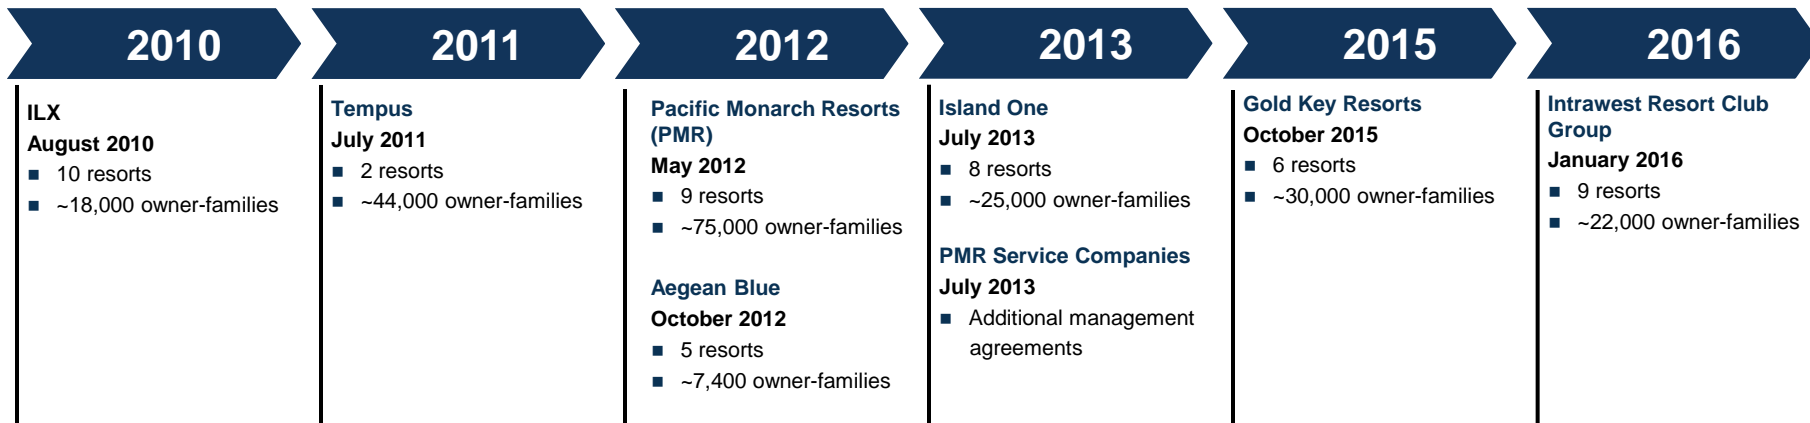 2010
ILX
August 2010
■ 10 resorts
■ ~18,000 owner-families
2011
Tempus
July 2011
■ 2 resorts
■ ~44,000 owner-families
2012
Pacific Monarch Resorts
(PMR)
May 2012
■ 9 resorts
■ ~75,000 owner-families
Aegean Blue
October 2012
■ 5 resorts
■ ~7,400 owner-families
2013
Island One
July 2013
■ 8 resorts
■ ~25,000 owner-families
PMR Service Companies
July 2013
■ Additional management
agreements
2015
Gold Key Resorts
October 2015
■ 6 resorts
■ ~30,000 owner-families
2016
Intrawest Resort Club
Group
January 2016
■ 9 resorts
■ ~22,000 owner-families